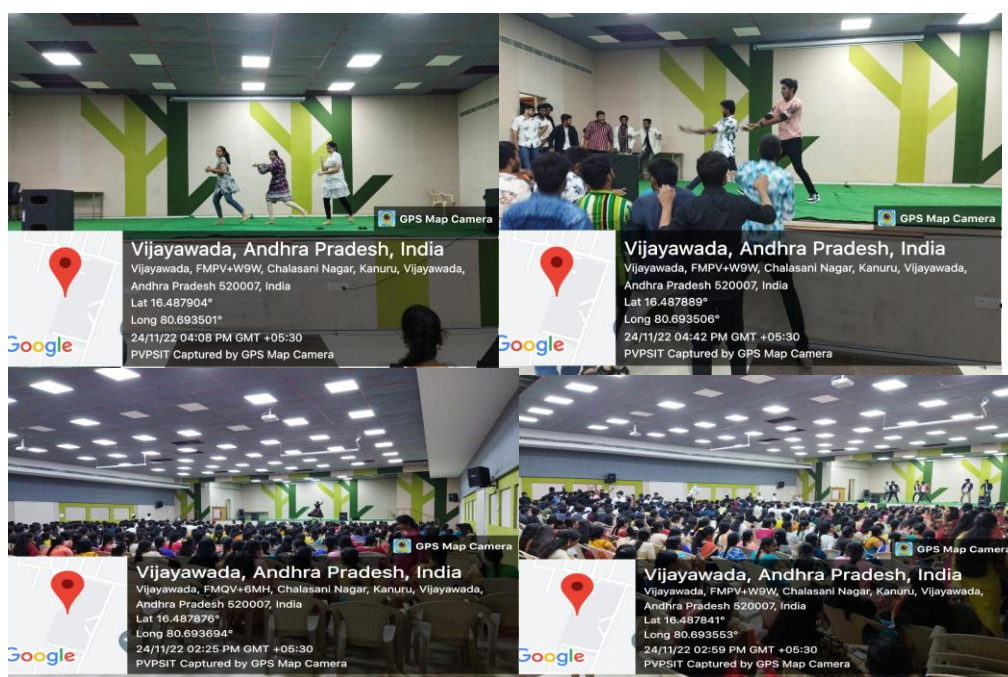 GPS Map Camera
Vijayawada, Andhra Pradesh, India
Vijayawada, FMPV+W9W, Chalasani Nagar, Kanuru, Vijayawada,
Andhra Pradesh 520007, India
Lat 16.487904°
Long 80.693501°
24/11/22 04:08 PM GMT +05:30
PVPSIT Captured by GPS Map Camera
Google
GPS Map Camera
Vijayawada, Andhra Pradesh, India
Vijayawada, FMPV+W9W, Chalasani Nagar, Kanuru, Vijayawada,
Andhra Pradesh 520007, India
Lat 16.487889°
Long 80.693506°
24/11/22 04:42 PM GMT +05:30
PVPSIT Captured by GPS Map Camera
Google
GPS Map Camera
Vijayawada, Andhra Pradesh, India
Vijayawada, FMQV+6MH, Chalasani Nagar, Kanuru, Vijayawada,
Andhra Pradesh 520007, India
Lat 16.487876°
Long 80.693694°
24/11/22 02:25 PM GMT +05:30
PVPSIT Captured by GPS Map Camera
Google
GPS Map Camera
Vijayawada, Andhra Pradesh, India
Vijayawada, FMPV+W9W, Chalasani Nagar, Kanuru, Vijayawada,
Andhra Pradesh 520007, India
Lat 16.487841°
Long 80.693553°
24/11/22 02:59 PM GMT +05:30
PVPSIT Captured by GPS Map Camera
Google